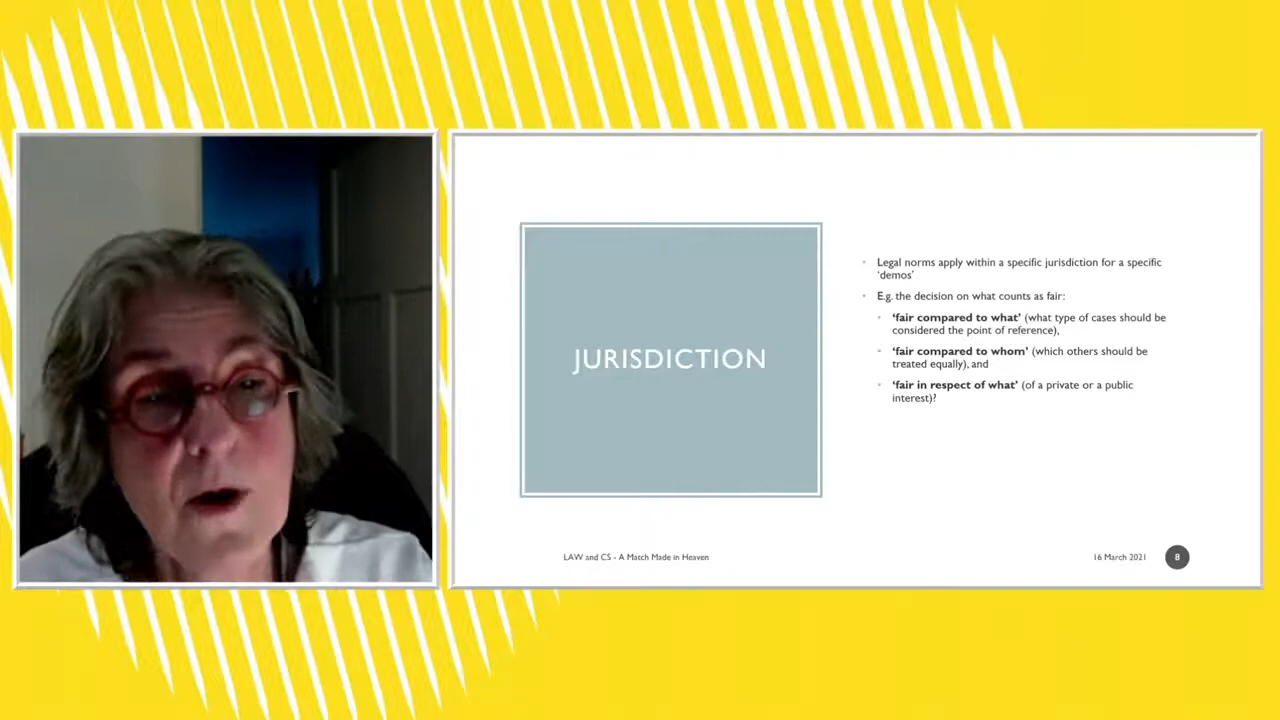 JURISDICTION
Legal norms apply within a specific jurisdiction for a specific
‘demos’
E.g. the decision on what counts as fair:
‘fair compared to what’ (what type of cases should be
considered the point of reference),
‘fair compared to whom’ (which others should be
treated equally), and
‘fair in respect of what’ (of a private or a public
interest)?
LAW and CS - A Match Made in Heaven
16 March 2021
8